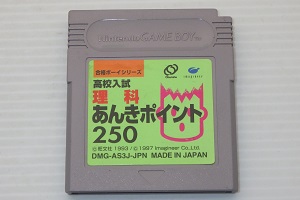 Nintendo GAME BOY
合格ボーイシリーズ
imagineer
高校入試
理科
あんきポイント
250
©旺文社 1993/©1997 Imagineer Co.,Ltd.
DMG-AS3J-JPN MADE IN JAPAN